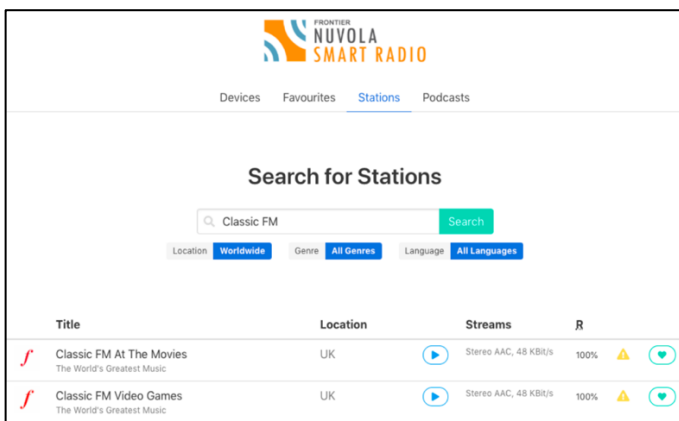 FRONTIER
NUVOLA
SMART RADIO
Devices Favourites Stations Podcasts
Search for Stations
Classic FM Search
Location Worldwide Genre All Genres Language All Languages
Title Location Streams R
f Classic FM At The Movies UK Stereo AAC, 48 KBit/s 100%
The World's Greatest Music
f Classic FM Video Games UK Stereo AAC, 48 KBit/s 100%
The World's Greatest Music